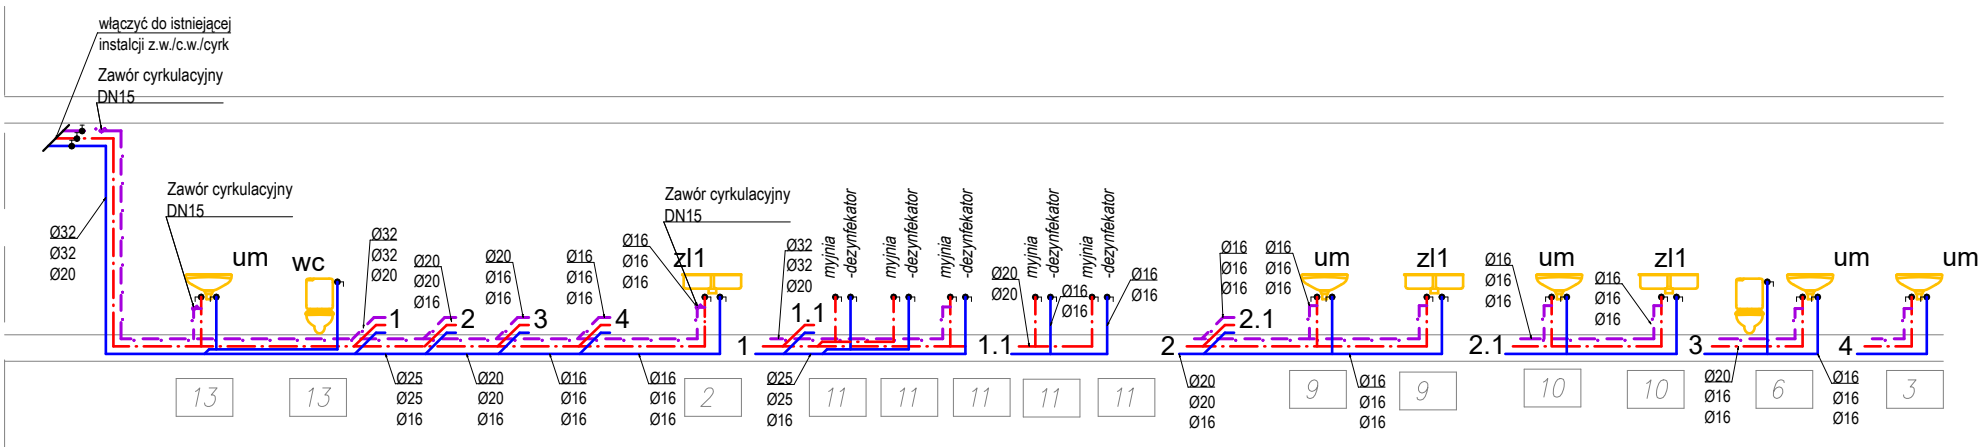 włączyć do istniejącej
instalcji z.w./c.w./cyrk
Zawór cyrkulacyjny
DN15
Ø32
Ø32
Ø20
Zawór cyrkulacyjny
DN15
um
wc
Ø32
Ø32
Ø20
1
Ø20
Ø20
Ø16
2
Ø20
Ø16
Ø16
3
Ø16
Ø16
Ø16
4
Ø16
Ø16
Ø16
Zawór cyrkulacyjny
DN15
zl1
Ø25
Ø25
Ø16
Ø20
Ø20
Ø16
Ø16
Ø16
Ø16
Ø16
Ø16
Ø16
13
13
2
1
Ø32
Ø32
Ø20
1.1
myjnia
-dezynfekator
myjnia
-dezynfekator
myjnia
-dezynfekator
Ø25
Ø25
Ø16
11
11
11
1.1
Ø20
Ø20
myjnia
-dezynfekator
Ø16
Ø16
myjnia
-dezynfekator
Ø16
Ø16
11
11
2
Ø16
Ø16
Ø16
2.1
Ø16
Ø16
Ø16
um
zl1
Ø20
Ø20
Ø16
Ø16
Ø16
Ø16
9
9
2.1
Ø16
Ø16
Ø16
um
Ø16
Ø16
Ø16
zl1
10
10
3
um
Ø20
Ø16
Ø16
Ø16
Ø16
Ø16
6
4
um
3